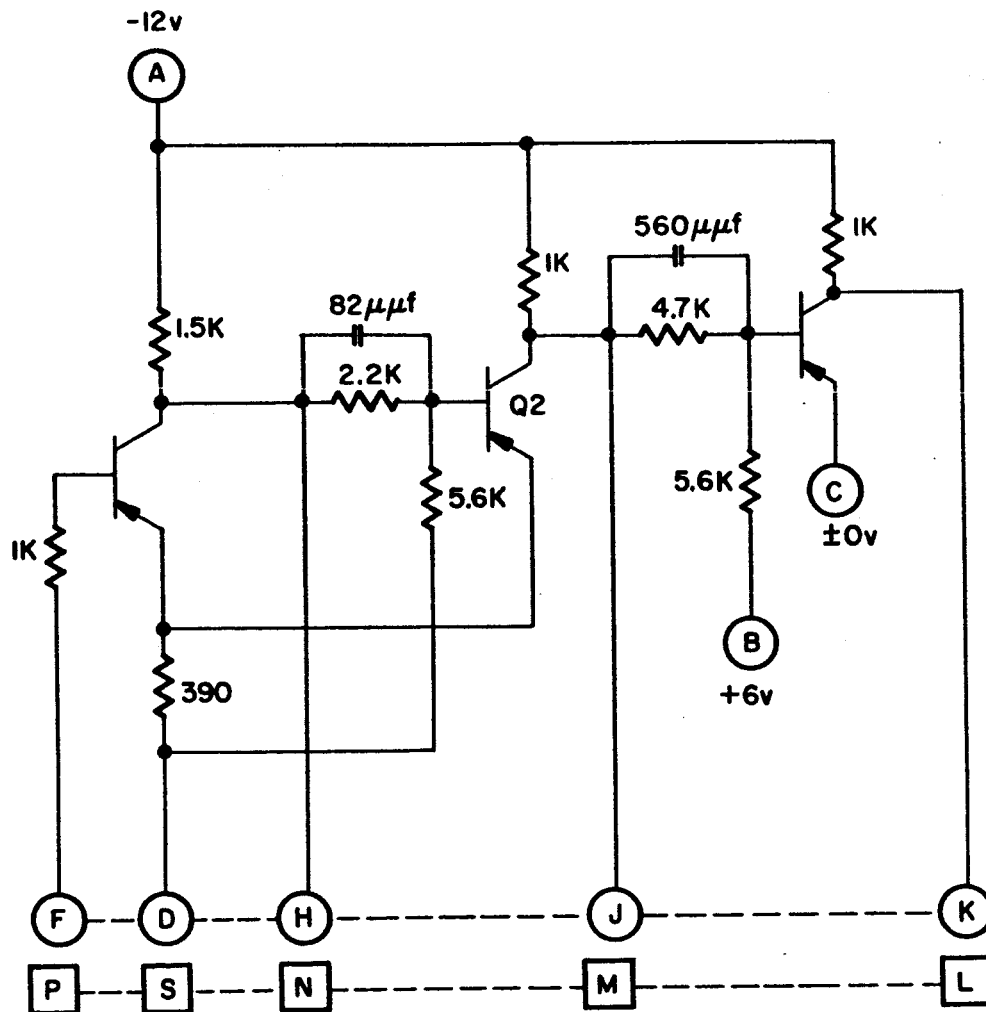 -12v
A
560μμf
1K
1K
82μμf
4.7K
1.5K
2.2K
Q2
5.6K
5.6K
C
±0v
1K
B
390
+6v
F D H J K
P S N M L